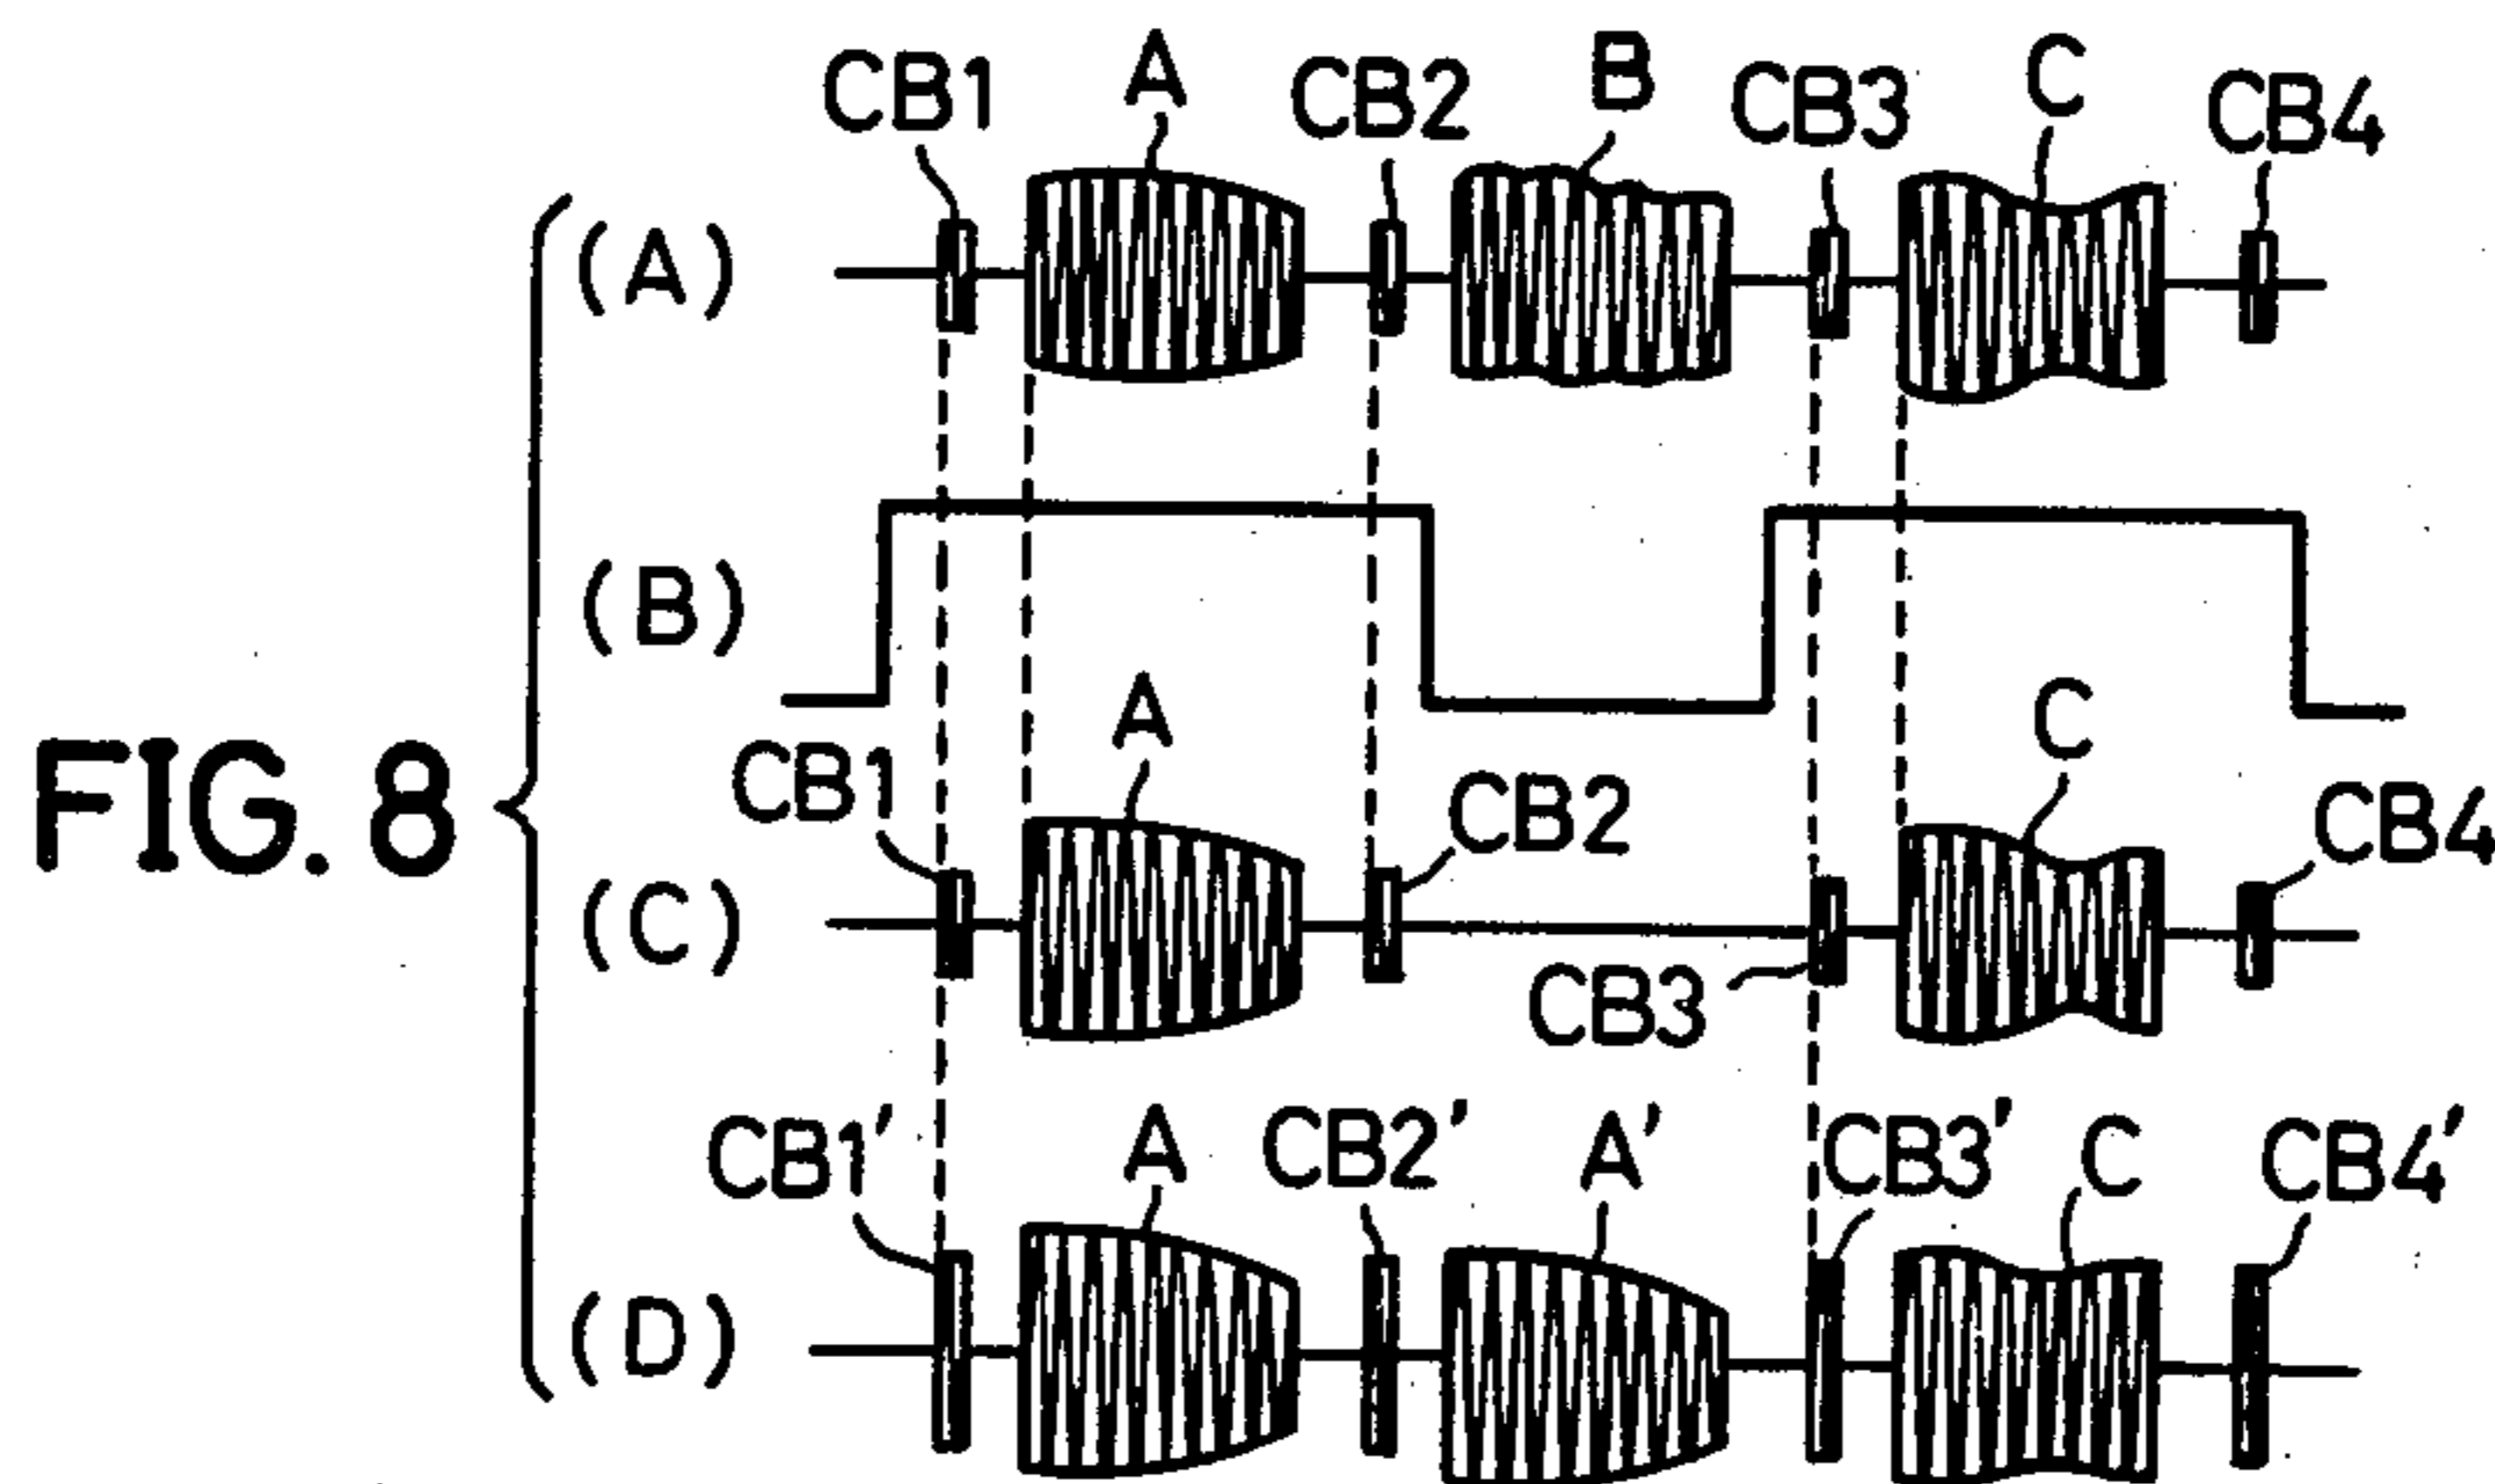 CB1 A CB2 B CB3 C CB4
(A)
(B)
A C
FIG. 8
CB1 CB2 CB4
(C)
CB3
CB1' A CB2' A' CB3' C CB4'
(D)